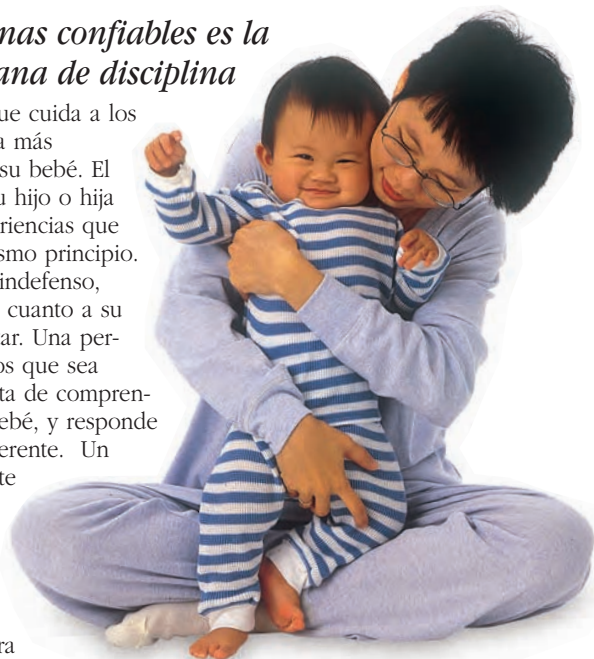 nas confiables es la
ana de disciplina
ue cuida a los
a más
su bebé. El
u hijo o hija
riencias que
smo principio.
indefenso,
cuanto a su
ar. Una per-
os que sea
ta de compren-
ebé, y responde
erente. Un
te
ra